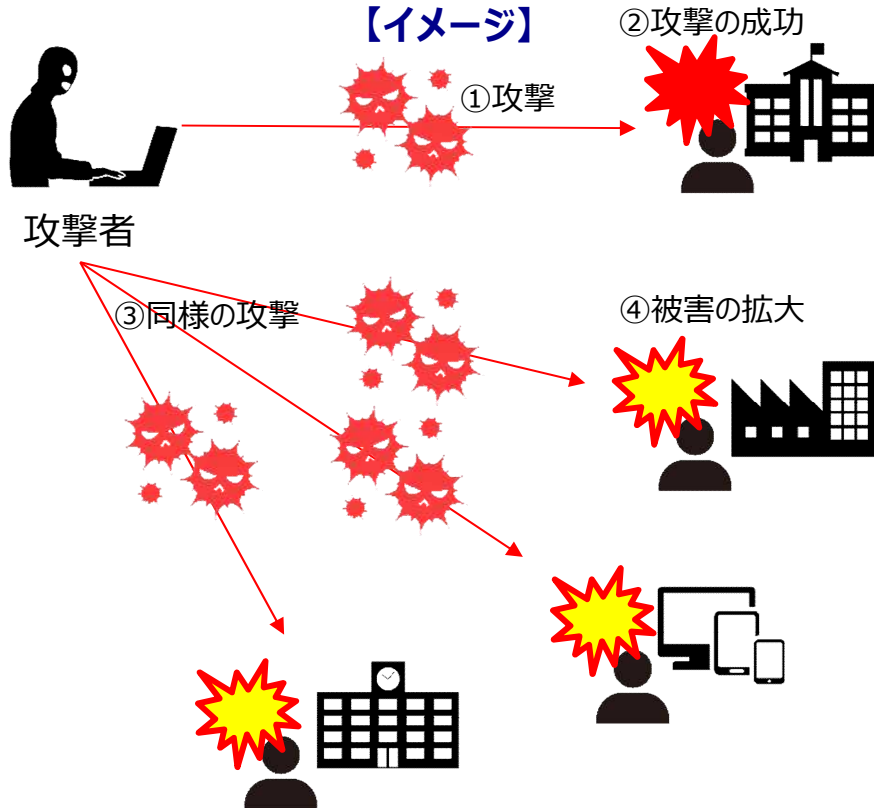 【イメージ】
②攻撃の成功
①攻撃
攻撃者
③同様の攻撃
④被害の拡大